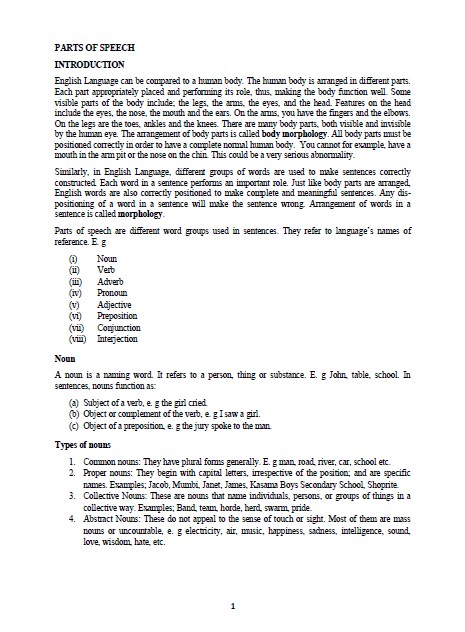 PARTS OF SPEECH
INTRODUCTION
English Language can be compared to a human body. The human body is arranged in different parts.
Each part appropriately placed and performing its role, thus, making the body function well. Some
visible parts of the body include; the legs, the arms, the eyes, and the head. Features on the head
include the eyes, the nose, the mouth and the ears. On the arms, you have the fingers and the elbows.
On the legs are the toes, ankles and the knees. There are many body parts, both visible and invisible
by the human eye. The arrangement of body parts is called body morphology. All body parts must be
positioned correctly in order to have a complete normal human body. You cannot for example, have a
mouth in the arm pit or the nose on the chin. This could be a very serious abnormality.
Similarly, in English Language, different groups of words are used to make sentences correctly
constructed. Each word in a sentence performs an important role. Just like body parts are arranged,
English words are also correctly positioned to make complete and meaningful sentences. Any dis-
positioning of a word in a sentence will make the sentence wrong. Arrangement of words in a
sentence is called morphology.
Parts of speech are different word groups used in sentences. They refer to language's names of
reference. E. g
(i) Noun
(ii) Verb
(iii) Adverb
(iv) Pronoun
(v) Adjective
(vi) Preposition
(vii) Conjunction
(viii) Interjection
Noun
A noun is a naming word. It refers to a person, thing or substance. E. g John, table, school. In
sentences, nouns function as:
(a) Subject of a verb, e. g the girl cried.
(b) Object or complement of the verb, e. g I saw a girl.
(c) Object of a preposition, e. g the jury spoke to the man.
Types of nouns
1. Common nouns: They have plural forms generally. E. g man, road, river, car, school etc.
2. Proper nouns: They begin with capital letters, irrespective of the position; and are specific
names. Examples; Jacob, Mumbi, Janet, James, Kasama Boys Secondary School, Shoprite.
3. Collective Nouns: These are nouns that name individuals, persons, or groups of things in a
collective way. Examples; Band, team, horde, herd, swarm, pride.
4. Abstract Nouns: These do not appeal to the sense of touch or sight. Most of them are mass
nouns or uncountable, e. g electricity, air, music, happiness, sadness, intelligence, sound,
love, wisdom, hate, etc.
1